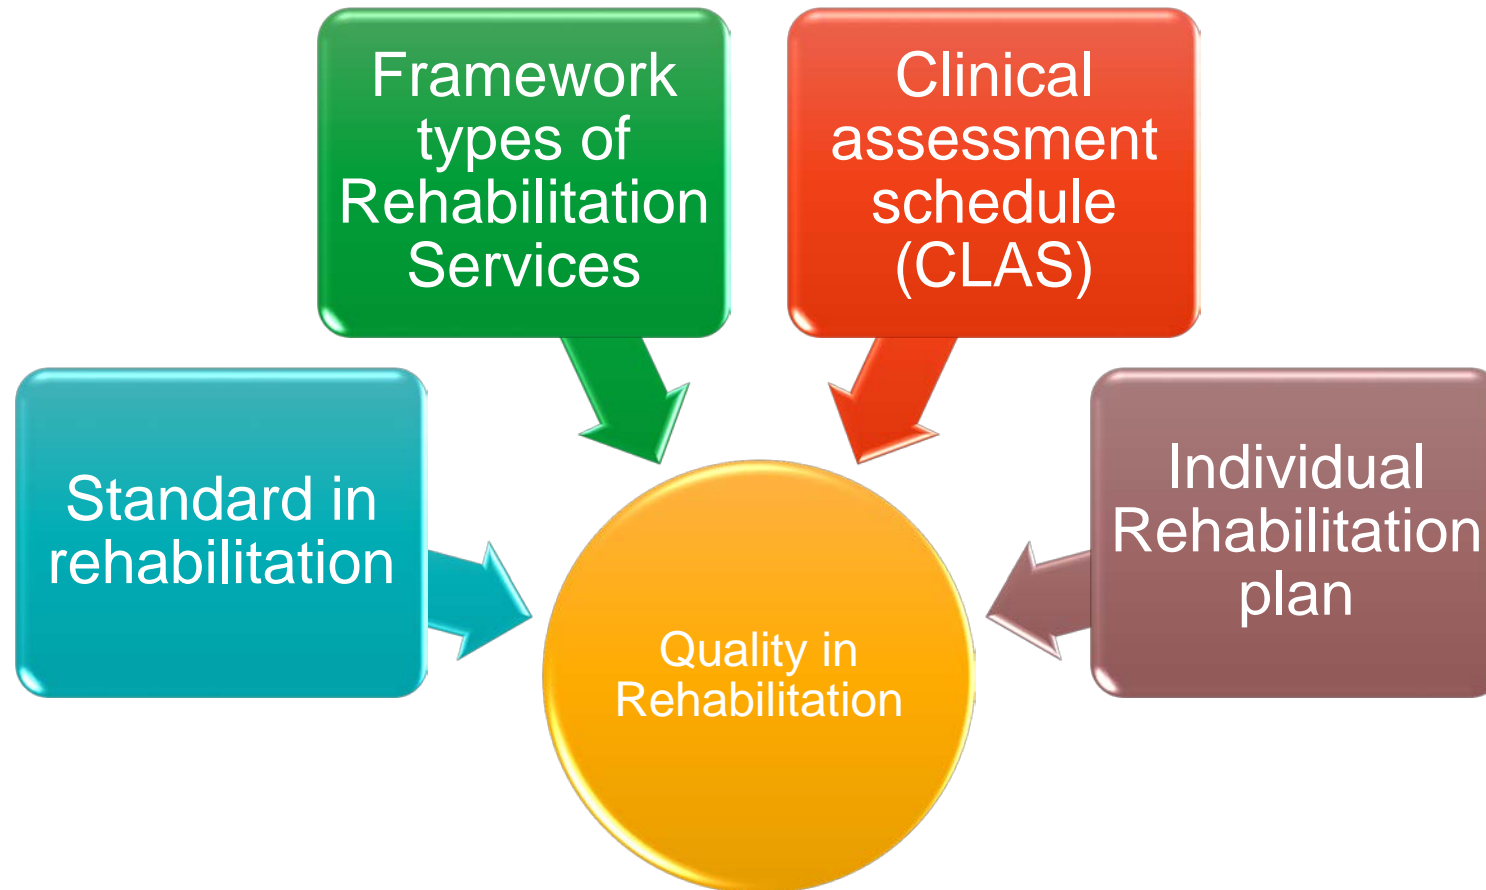 Framework
types of
Rehabilitation
Services
Clinical
assessment
schedule
(CLAS)
Standard in
rehabilitation
Individual
Rehabilitation
plan
Quality in
Rehabilitation